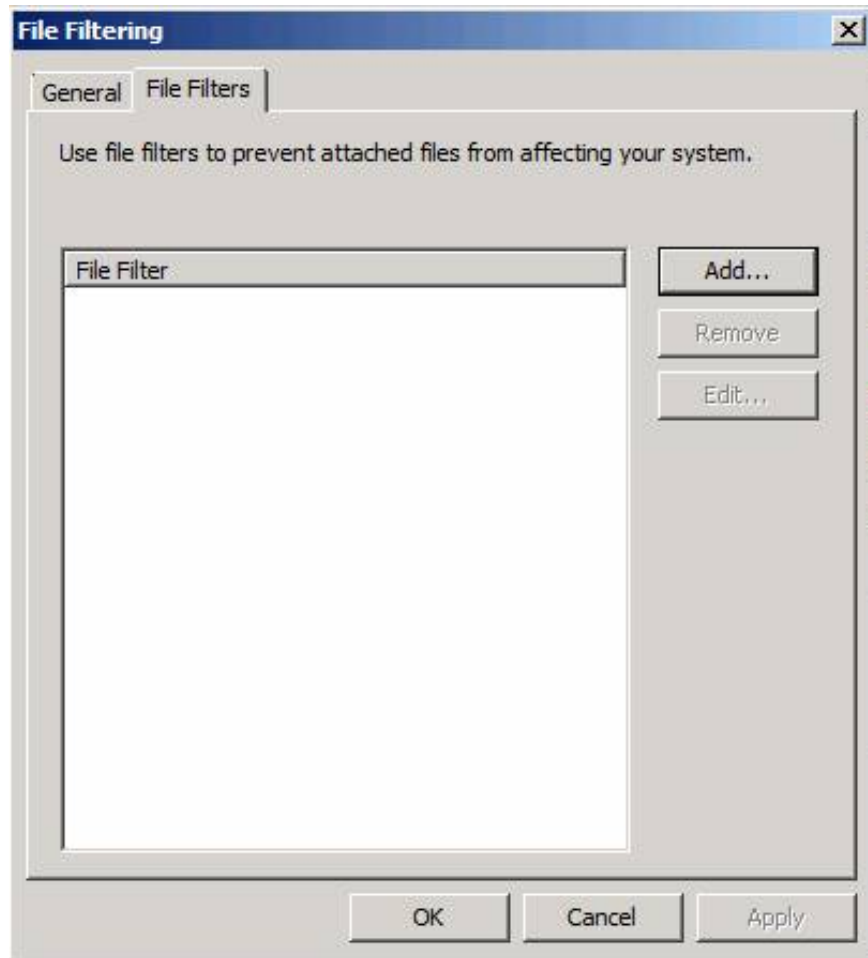 File Filtering
General File Filters
Use file filters to prevent attached files from affecting your system.
File Filter
Add...
Remove
Edit...
OK Cancel Apply